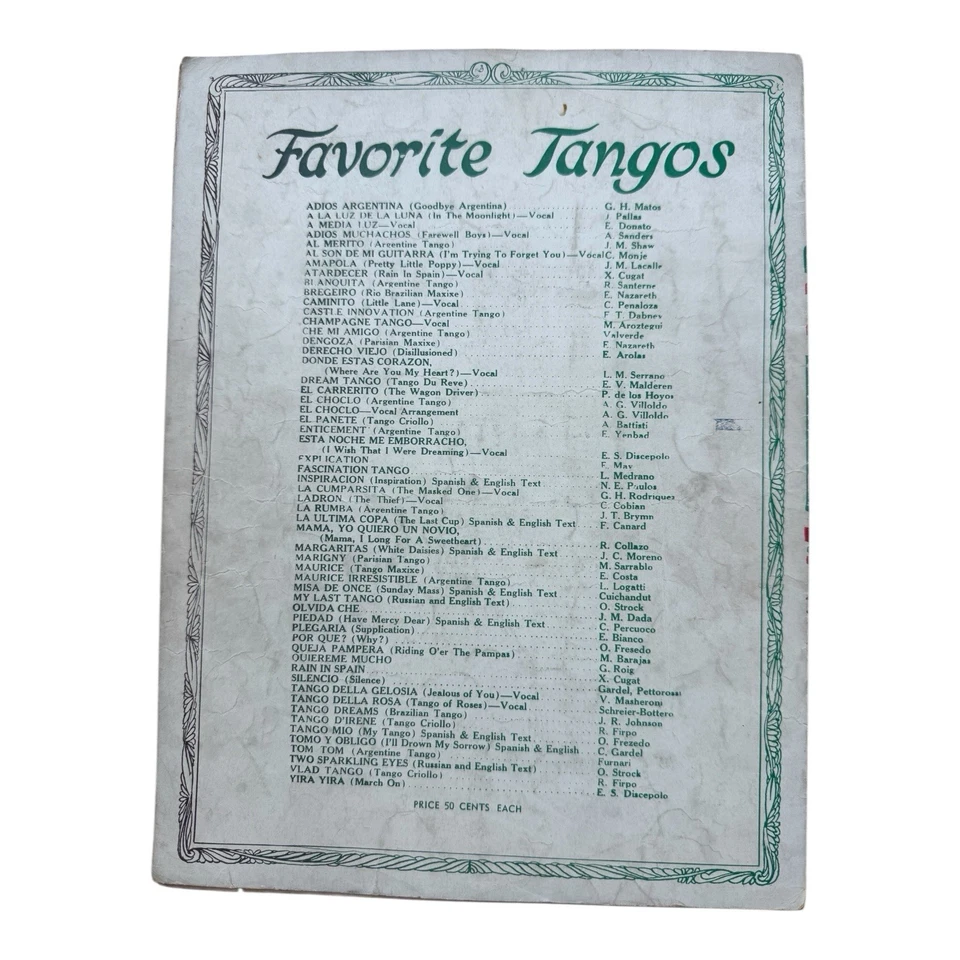 Favorite Tangos
ADIOS ARGENTINA (Goodbye Argentina) G. H. Matos
A LA LUZ DE LA LUNA (In The Moonlight)—Vocal J. Pallas
A MEDIA LUZ—Vocal E. Donato
ADIOS MUCHACHOS (Farewell Boys)—Vocal A. Sanders
AL MERITO (Argentine Tango) J. M. Shaw
AL SON DE MI GUITARRA (I'm Trying To Forget You)—Vocal C. Monje
AMAPOLA (Pretty Little Poppy)—Vocal J. M. Lacalle
ATARDECER (Rain In Spain)—Vocal X. Cugat
BLANQUITA (Argentine Tango) R. Santerne
BREGEIRO (Rio Brazilian Maxixe) E. Nazareth
CAMINITO (Little Lane)—Vocal C. Penaloza
CASTLE INNOVATION (Argentine Tango) F. T. Dabney
CHAMPAGNE TANGO—Vocal M. Aroztegui
CHE MI AMIGO (Argentine Tango) Valverde
DENGOZA (Parisian Maxixe) E. Nazareth
DERECHO VIEJO (Disillusioned) E. Arolas
DONDE ESTAS CORAZON,
(Where Are You My Heart?)—Vocal L. M. Serrano
DREAM TANGO (Tango Du Reve) E. V. Malderen
EL CARRERITO (The Wagon Driver) P. de los Hoyos
EL CHOCLO (Argentine Tango) A. G. Villoldo
EL CHOCLO—Vocal Arrangement A. G. Villoldo
EL PANETE (Tango Criollo) A. Battisti
ENTICEMENT (Argentine Tango) E. Yenbad
ESTA NOCHE ME EMBORRACHO,
(I Wish That I Were Dreaming)—Vocal E. S. Discepolo
EXPLICATION F. May
FASCINATION TANGO L. Medrano
INSPIRACION (Inspiration) Spanish & English Text N. E. Paulos
LA CUMPARSITA (The Masked One)—Vocal G. H. Rodriquez
LADRON (The Thief)—Vocal C. Cobian
LA RUMBA (Argentine Tango) J. T. Brymn
LA ULTIMA COPA (The Last Cup) Spanish & English Text F. Canard
MAMA, YO QUIERO UN NOVIO,
(Mama, I Long For A Sweetheart) R. Collazo
MARGARITAS (White Daisies) Spanish & English Text J. C. Moreno
MARIGNY (Parisian Tango) M. Sarrablo
MAURICE (Tango Maxixe) E. Costa
MAURICE IRRESISTIBLE (Argentine Tango) L. Logatti
MISA DE ONCE (Sunday Mass) Spanish & English Text Cuichandut
MY LAST TANGO (Russian and English Text) O. Strock
OLVIDA CHE J. M. Dada
PIEDAD (Have Mercy Dear) Spanish & English Text C. Percuoco
PLEGARIA (Supplication) E. Bianco
POR QUE? (Why?) O. Fresedo
QUEJA PAMPERA (Riding O'er The Pampas) M. Barajas
QUIEREME MUCHO G. Roig
RAIN IN SPAIN X. Cugat
SILENCIO (Silence) Gardel, Pettorossi
TANGO DELLA GELOSIA (Jealous of You)—Vocal V. Mascheroni
TANGO DELLA ROSA (Tango of Roses)—Vocal Schreier-Bottero
TANGO DREAMS (Brazilian Tango) J. R. Johnson
TANGO D'IRENE (Tango Criollo) R. Firpo
TANGO MIO (My Tango) Spanish & English Text O. Frezedo
TOMO Y OBLIGO (I'll Drown My Sorrow) Spanish & English C. Gardel
TOM TOM (Argentine Tango) Furnari
TWO SPARKLING EYES (Russian and English Text) O. Strock
VLAD TANGO (Tango Criollo) R. Firpo
YIRA YIRA (March On) E. S. Discepolo
PRICE 50 CENTS EACH